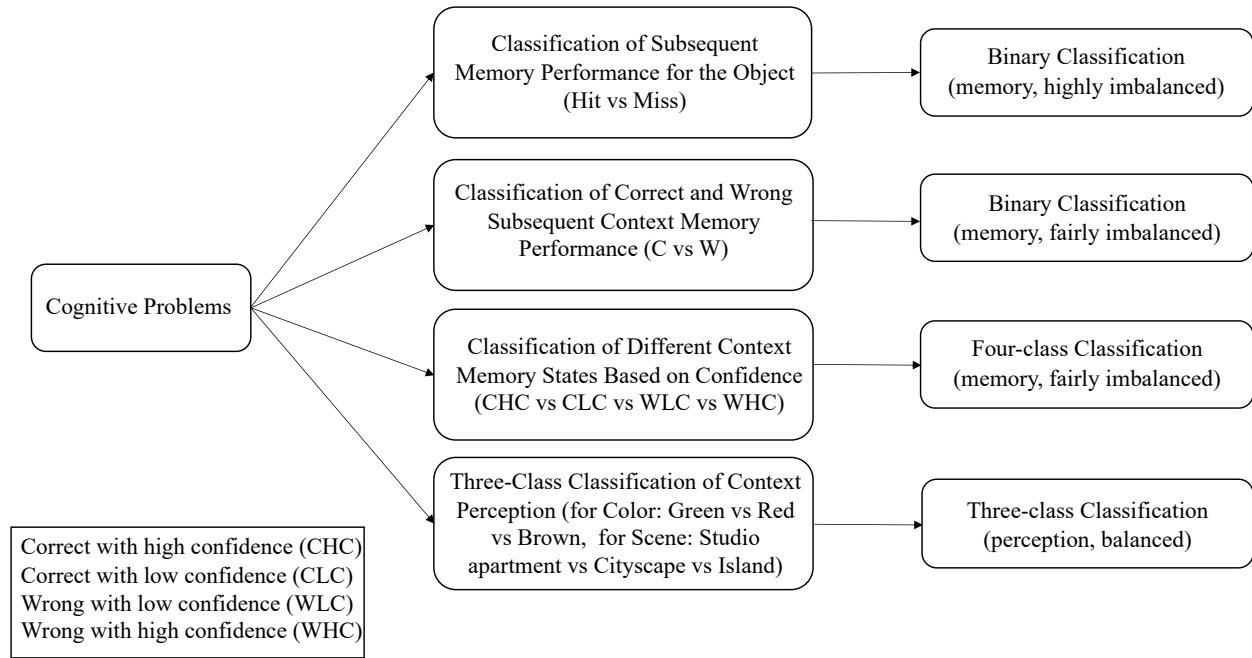 Cognitive Problems
Classification of Subsequent
Memory Performance for the Object
(Hit vs Miss)
Binary Classification
(memory, highly imbalanced)
Classification of Correct and Wrong
Subsequent Context Memory
Performance (C vs W)
Binary Classification
(memory, fairly imbalanced)
Classification of Different Context
Memory States Based on Confidence
(CHC vs CLC vs WLC vs WHC)
Four-class Classification
(memory, fairly imbalanced)
Three-Class Classification of Context
Perception (for Color: Green vs Red
vs Brown, for Scene: Studio
apartment vs Cityscape vs Island)
Three-class Classification
(perception, balanced)
Correct with high confidence (CHC)
Correct with low confidence (CLC)
Wrong with low confidence (WLC)
Wrong with high confidence (WHC)